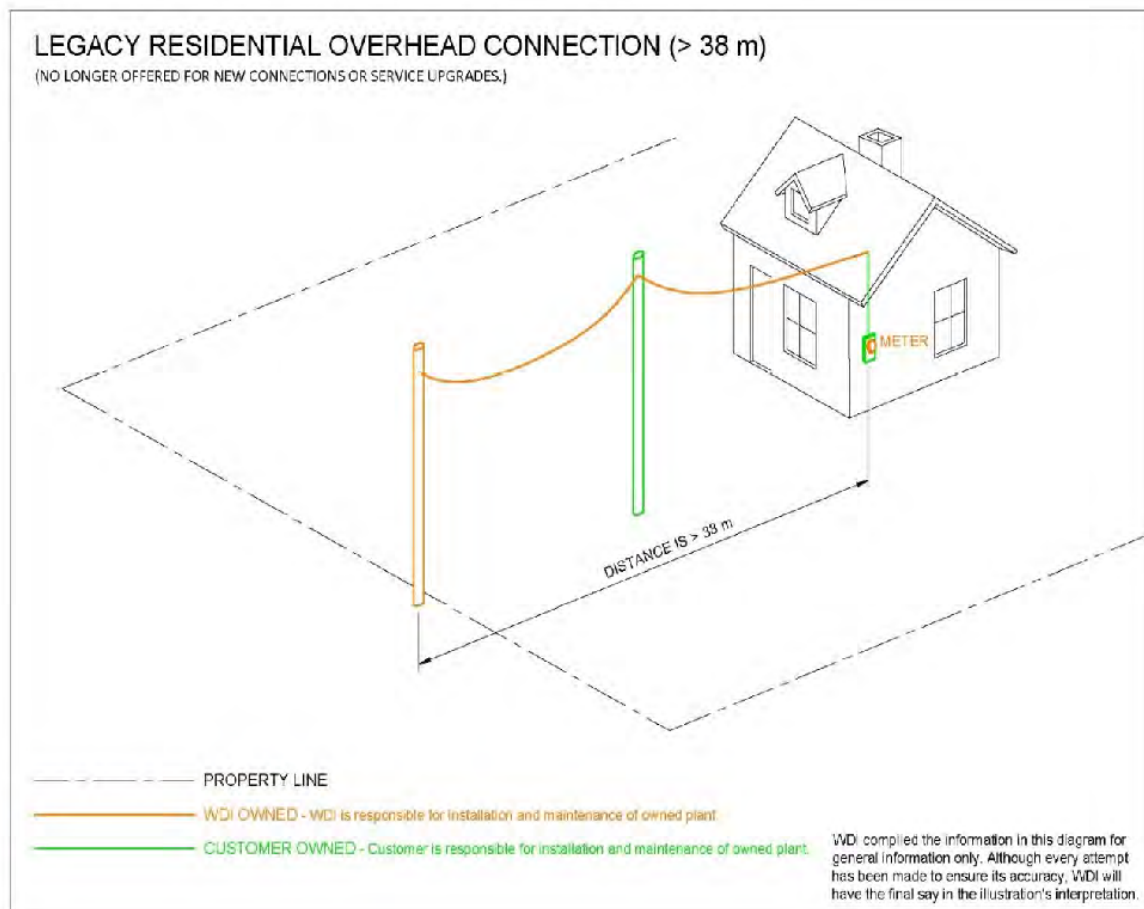 LEGACY RESIDENTIAL OVERHEAD CONNECTION (> 38 m)
(NO LONGER OFFERED FOR NEW CONNECTIONS OR SERVICE UPGRADES.)
METER
DISTANCE IS > 38 m
PROPERTY LINE
WDI OWNED - WDI is responsible for installation and maintenance of owned plant.
CUSTOMER OWNED - Customer is responsible for installation and maintenance of owned plant.
WDI compiled the information in this diagram for
general information only. Although every attempt
has been made to ensure its accuracy, WDI will
have the final say in the illustration's interpretation.